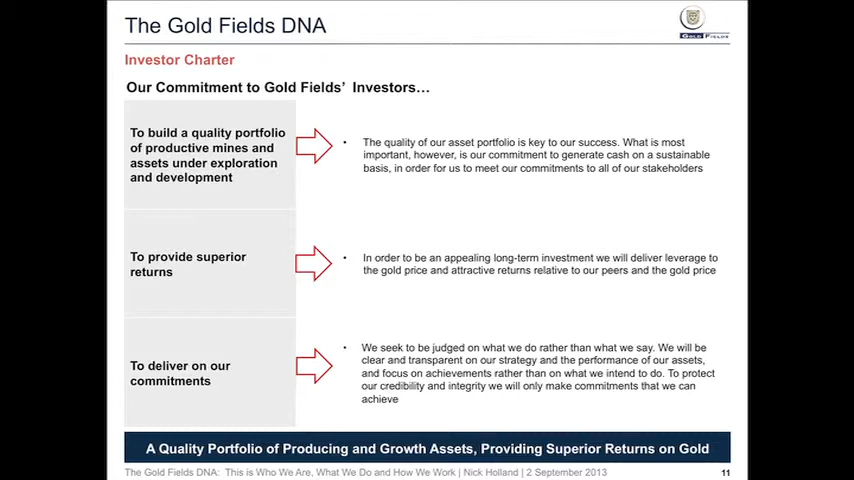 The Gold Fields DNA
GOLD FIELDS
Investor Charter
Our Commitment to Gold Fields' Investors…
To build a quality portfolio
of productive mines and
assets under exploration
and development
• The quality of our asset portfolio is key to our success. What is most
important, however, is our commitment to generate cash on a sustainable
basis, in order for us to meet our commitments to all of our stakeholders
To provide superior
returns
• In order to be an appealing long-term investment we will deliver leverage to
the gold price and attractive returns relative to our peers and the gold price
To deliver on our
commitments
• We seek to be judged on what we do rather than what we say. We will be
clear and transparent on our strategy and the performance of our assets,
and focus on achievements rather than on what we intend to do. To protect
our credibility and integrity we will only make commitments that we can
achieve
A Quality Portfolio of Producing and Growth Assets, Providing Superior Returns on Gold
The Gold Fields DNA: This is Who We Are, What We Do and How We Work | Nick Holland | 2 September 2013
11